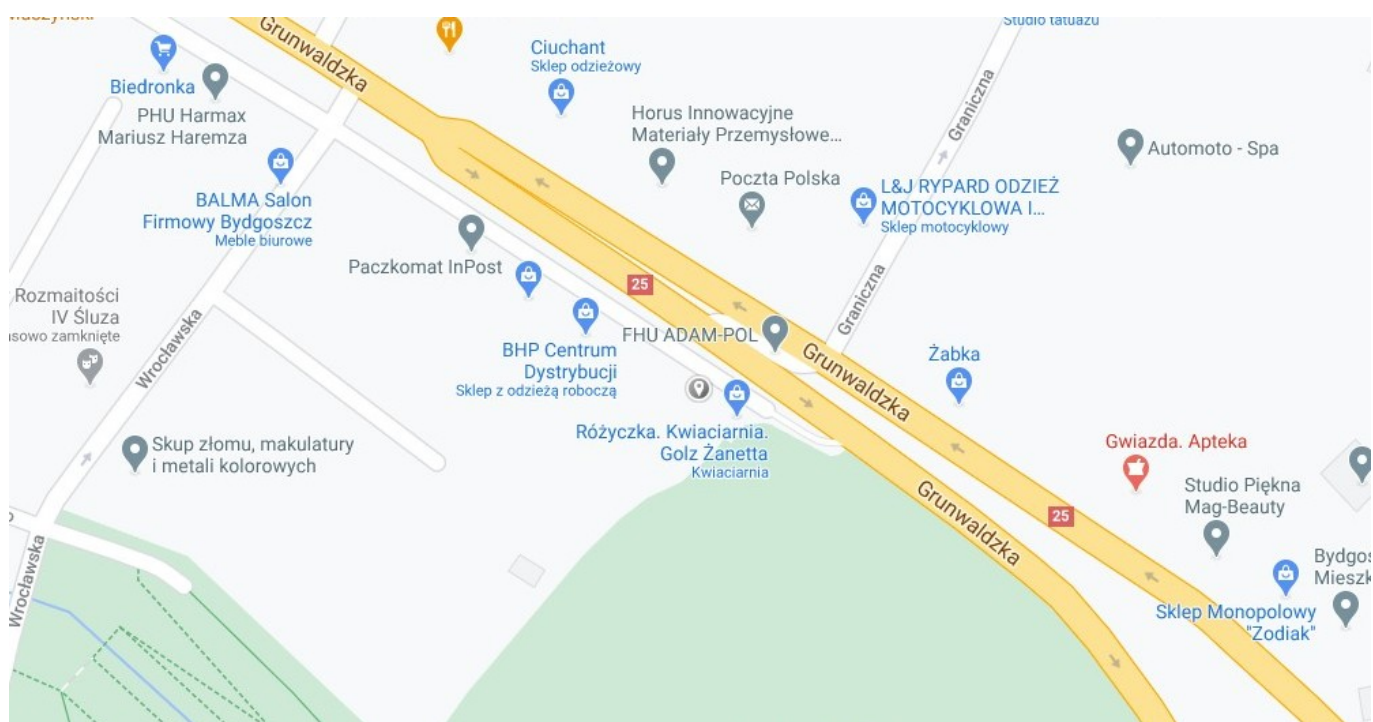 Grunwaldzka
Studio tatuażu
Biedronka
PHU Harmax
Mariusz Haremza
Ciuchant
Sklep odzieżowy
Horus Innowacyjne
Materiały Przemysłowe...
Graniczna
Automoto - Spa
Poczta Polska
L&J RYPARD ODZIEŻ
MOTOCYKLOWA I...
Sklep motocyklowy
BALMA Salon
Firmowy Bydgoszcz
Meble biurowe
Paczkomat InPost
25
Graniczna
Rozmaitości
IV Śluza
asowo zamknięte
Wrocławska
FHU ADAM-POL
BHP Centrum
Dystrybucji
Sklep z odzieżą roboczą
Grunwaldzka
Żabka
Różyczka. Kwiaciarnia.
Golz Żanetta
Kwiaciarnia
Skup złomu, makulatury
i metali kolorowych
Gwiazda. Apteka
Studio Piękna
Mag-Beauty
Grunwaldzka
25
Wrocławska
Bydgos
Mieszk
Sklep Monopolowy
"Zodiak"